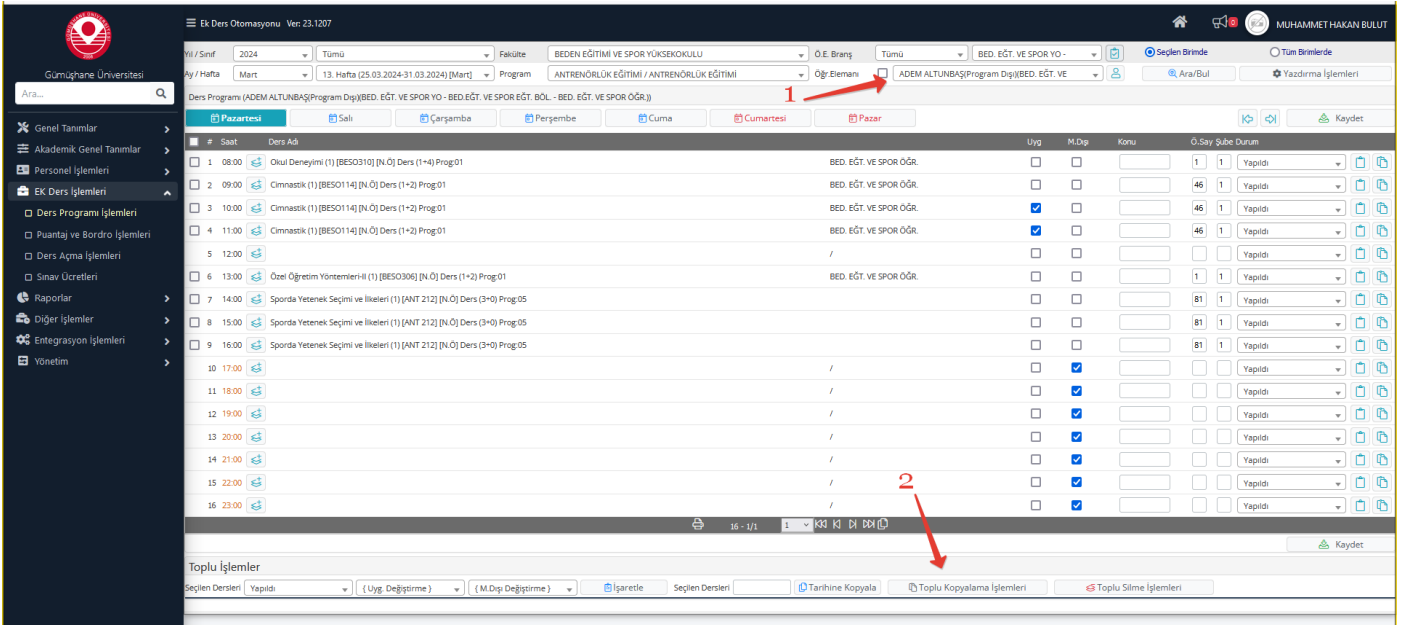 Ek Ders Otomasyonu Ver: 23.1207
MUHAMMET HAKAN BULUT
Gümüşhane Üniversitesi
Ara...
Genel Tanımlar
Akademik Genel Tanımlar
Personel İşlemleri
EK Ders İşlemleri
Ders Programı İşlemleri
Puantaj ve Bordro İşlemleri
Ders Açma İşlemleri
Sınav Ücretleri
Raporlar
Diğer İşlemler
Entegrasyon İşlemleri
Yönetim
Yıl / Sınıf 2024 Tümü Fakülte BEDEN EĞİTİMİ VE SPOR YÜKSEKOKULU Ö.E. Branş Tümü BED. EĞT. VE SPOR YO - Seçilen Birimde Tüm Birimlerde
Ay / Hafta Mart 13. Hafta (25.03.2024-31.03.2024) [Mart] Program ANTRENÖRLÜK EĞİTİMİ / ANTRENÖRLÜK EĞİTİMİ Öğr.Elemanı ADEM ALTUNBAŞ(Program Dışı)(BED. EĞT. VE Ara/Bul Yazdırma İşlemleri
1
Ders Programı (ADEM ALTUNBAŞ(Program Dışı)(BED. EĞT. VE SPOR YO - BED.EĞT. VE SPOR EĞT. BÖL. - BED. EĞT. VE SPOR ÖĞR.))
Pazartesi Salı Çarşamba Perşembe Cuma Cumartesi Pazar Kaydet
# Saat Ders Adı Uyg M.Dışı Konu Ö.Say Şube Durum
1 08:00 Okul Deneyimi (1) [BESO310] [N.Ö] Ders (1+4) Prog:01 BED. EĞT. VE SPOR ÖĞR. 1 1 Yapıldı
2 09:00 Cimnastik (1) [BESO114] [N.Ö] Ders (1+2) Prog:01 BED. EĞT. VE SPOR ÖĞR. 46 1 Yapıldı
3 10:00 Cimnastik (1) [BESO114] [N.Ö] Ders (1+2) Prog:01 BED. EĞT. VE SPOR ÖĞR. 46 1 Yapıldı
4 11:00 Cimnastik (1) [BESO114] [N.Ö] Ders (1+2) Prog:01 BED. EĞT. VE SPOR ÖĞR. 46 1 Yapıldı
5 12:00 / Yapıldı
6 13:00 Özel Öğretim Yöntemleri-II (1) [BESO306] [N.Ö] Ders (1+2) Prog:01 BED. EĞT. VE SPOR ÖĞR. 1 1 Yapıldı
7 14:00 Sporda Yetenek Seçimi ve İlkeleri (1) [ANT 212] [N.Ö] Ders (3+0) Prog:05 81 1 Yapıldı
8 15:00 Sporda Yetenek Seçimi ve İlkeleri (1) [ANT 212] [N.Ö] Ders (3+0) Prog:05 81 1 Yapıldı
9 16:00 Sporda Yetenek Seçimi ve İlkeleri (1) [ANT 212] [N.Ö] Ders (3+0) Prog:05 81 1 Yapıldı
10 17:00 / Yapıldı
11 18:00 / Yapıldı
12 19:00 / Yapıldı
13 20:00 / Yapıldı
14 21:00 / Yapıldı
15 22:00 / Yapıldı
2
16 23:00 / Yapıldı
16 - 1/1 1
Kaydet
Toplu İşlemler
Seçilen Dersleri Yapıldı { Uyg. Değiştirme } { M.Dışı Değiştirme } İşaretle Seçilen Dersleri Tarihine Kopyala Toplu Kopyalama İşlemleri Toplu Silme İşlemleri